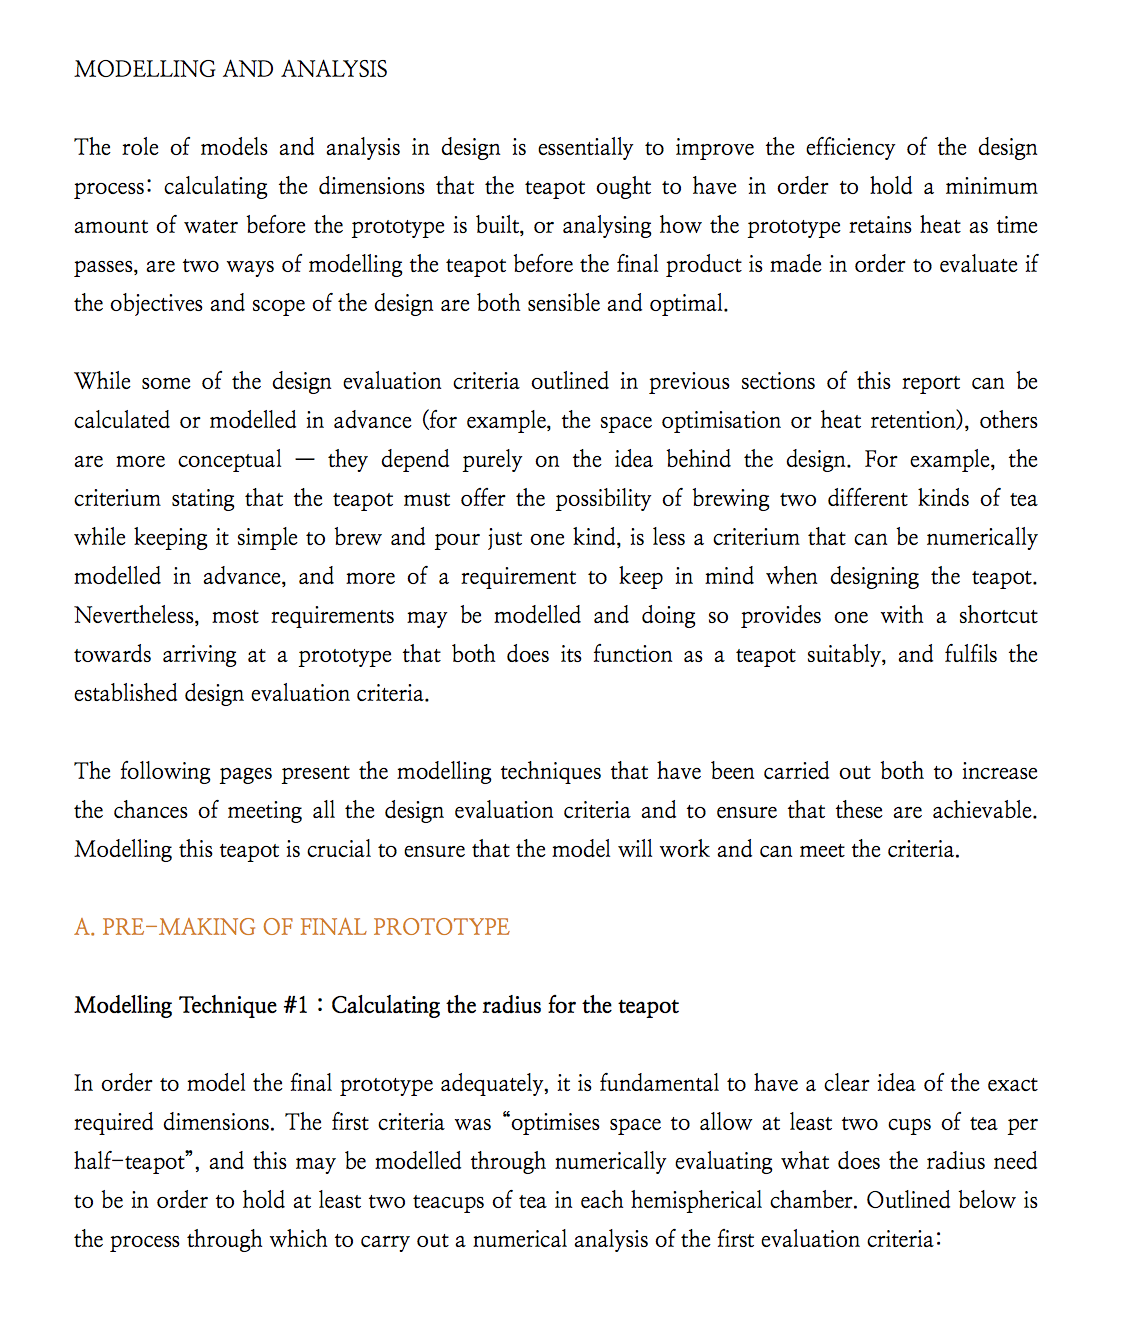 MODELLING AND ANALYSIS
The role of models and analysis in design is essentially to improve the efficiency of the design
process: calculating the dimensions that the teapot ought to have in order to hold a minimum
amount of water before the prototype is built, or analysing how the prototype retains heat as time
passes, are two ways of modelling the teapot before the final product is made in order to evaluate if
the objectives and scope of the design are both sensible and optimal.
While some of the design evaluation criteria outlined in previous sections of this report can be
calculated or modelled in advance (for example, the space optimisation or heat retention), others
are more conceptual — they depend purely on the idea behind the design. For example, the
criterium stating that the teapot must offer the possibility of brewing two different kinds of tea
while keeping it simple to brew and pour just one kind, is less a criterium that can be numerically
modelled in advance, and more of a requirement to keep in mind when designing the teapot.
Nevertheless, most requirements may be modelled and doing so provides one with a shortcut
towards arriving at a prototype that both does its function as a teapot suitably, and fulfils the
established design evaluation criteria.
The following pages present the modelling techniques that have been carried out both to increase
the chances of meeting all the design evaluation criteria and to ensure that these are achievable.
Modelling this teapot is crucial to ensure that the model will work and can meet the criteria.
A. PRE-MAKING OF FINAL PROTOTYPE
Modelling Technique #1 : Calculating the radius for the teapot
In order to model the final prototype adequately, it is fundamental to have a clear idea of the exact
required dimensions. The first criteria was “optimises space to allow at least two cups of tea per
half-teapot”, and this may be modelled through numerically evaluating what does the radius need
to be in order to hold at least two teacups of tea in each hemispherical chamber. Outlined below is
the process through which to carry out a numerical analysis of the first evaluation criteria: